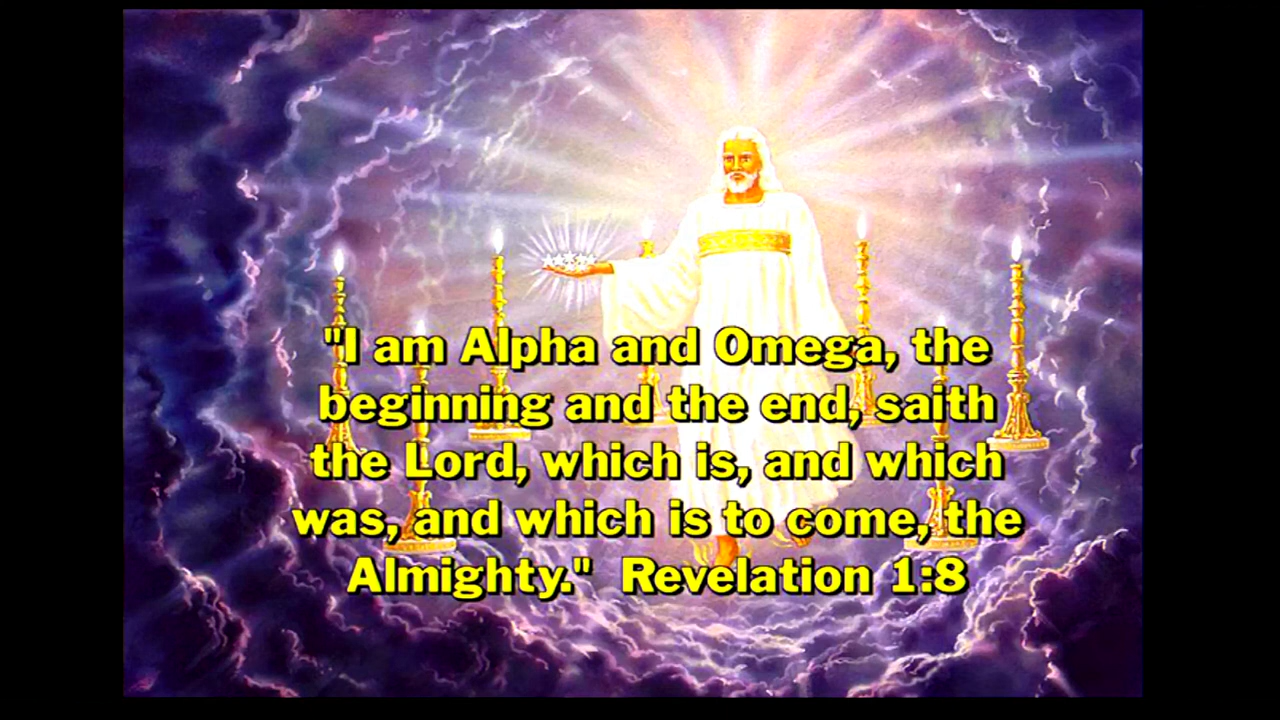 "I am Alpha and Omega, the
beginning and the end, saith
the Lord, which is, and which
was, and which is to come, the
Almighty."  Revelation 1:8